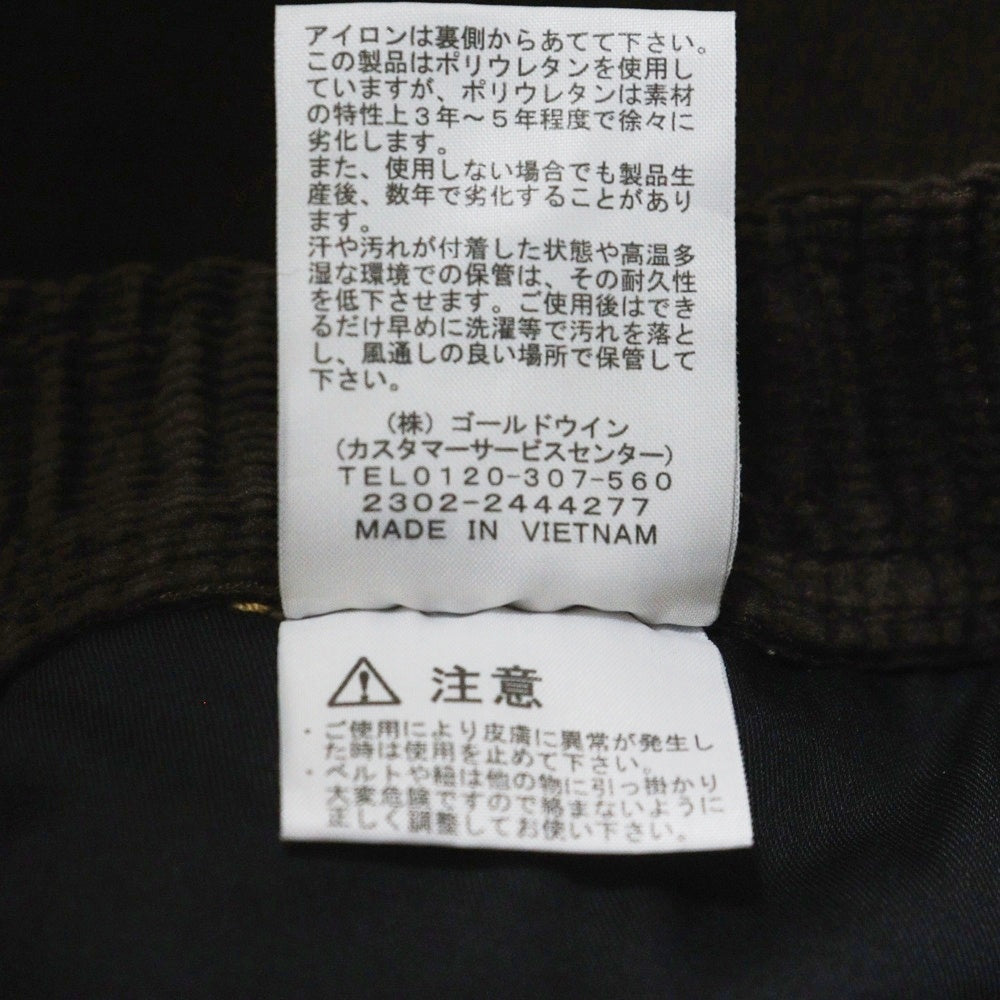 アイロンは裏側からあてて下さい。
この製品はポリウレタンを使用し
ていますが、ポリウレタンは素材
の特性上3年～5年程度で徐々に
劣化します。
また、使用しない場合でも製品生
産後、数年で劣化することがあり
ます。
汗や汚れが付着した状態や高温多
湿な環境での保管は、その耐久性
を低下させます。ご使用後はでき
るだけ早めに洗濯等で汚れを落と
し、風通しの良い場所で保管して
下さい。
(株)ゴールドウイン
(カスタマーサービスセンター)
TEL0120-307-560
2302-2444277
MADE IN VIETNAM
注意
・ご使用により皮膚に異常が発生し
た時は使用を止めて下さい。
・ベルトや紐は他の物に引っ掛かり
大変危険ですので絡まないように
正しく調整してお使い下さい。